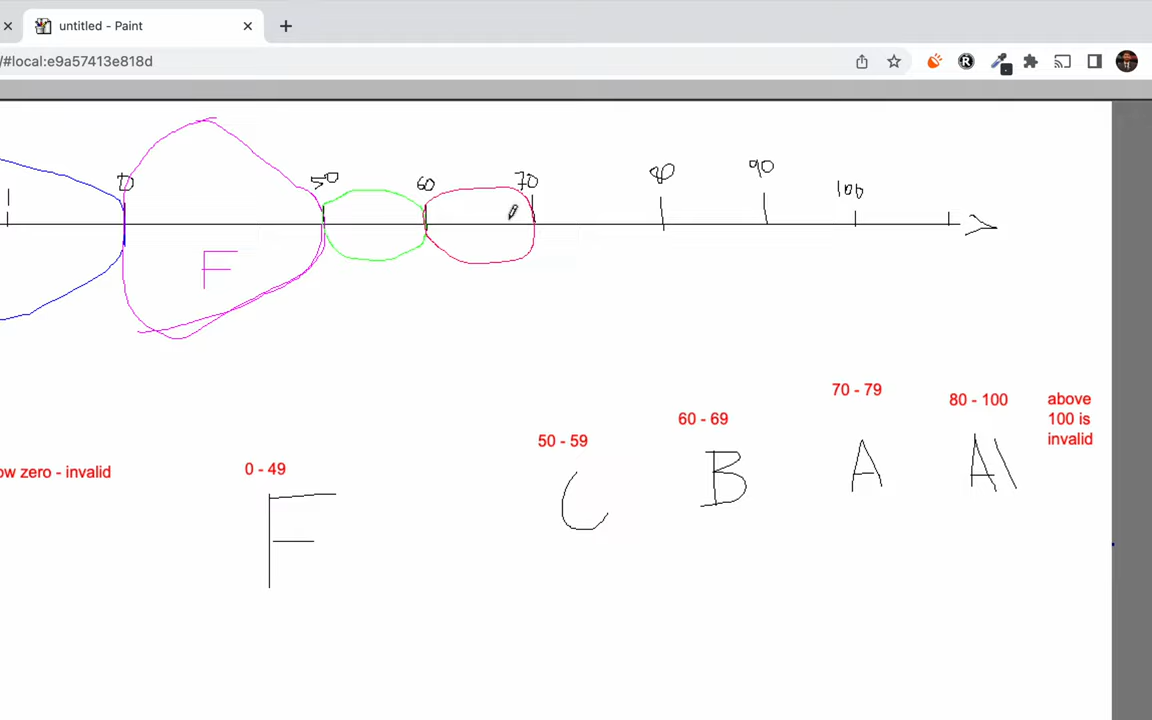 untitled - Paint
/#local:e9a57413e818d
0 50 60 70 80 90 100
F
70 - 79
80 - 100
above
100 is
invalid
60 - 69
50 - 59
0 - 49
ow zero - invalid
F C B A A\